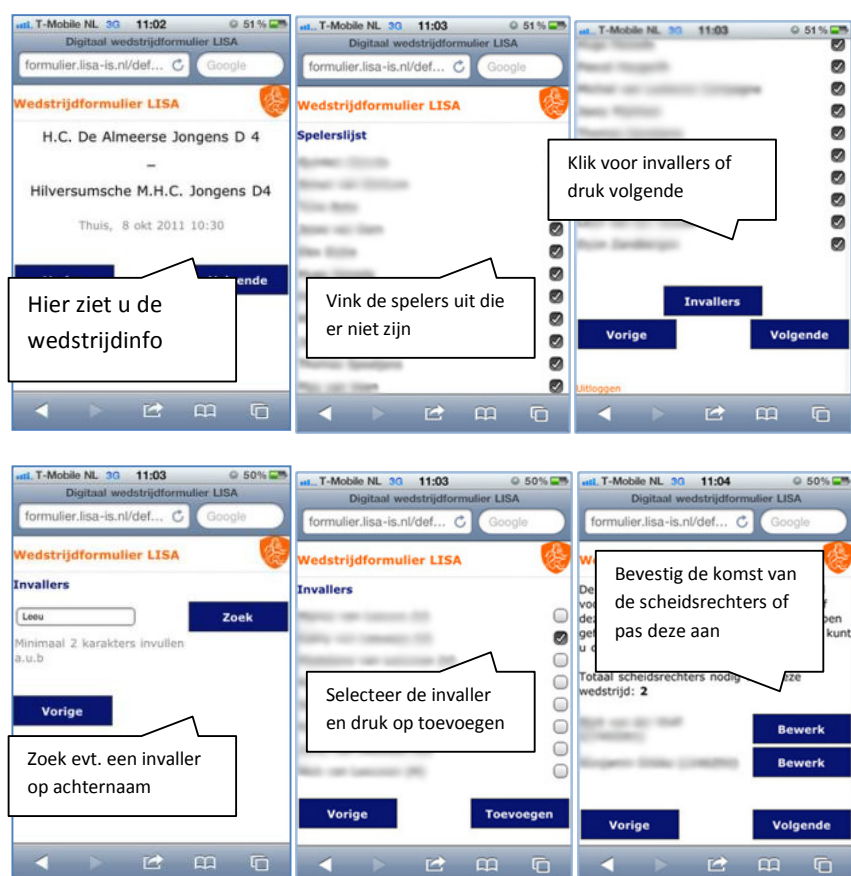 T-Mobile NL 3G 11:02 51%
Digitaal wedstrijdformulier LISA
formulier.lisa-is.nl/def... Google
Wedstrijdformulier LISA
H.C. De Almeerse Jongens D 4
–
Hilversumsche M.H.C. Jongens D4
Thuis, 8 okt 2011 10:30
Hier ziet u de
wedstrijdinfo
T-Mobile NL 3G 11:03 51%
Digitaal wedstrijdformulier LISA
formulier.lisa-is.nl/def... Google
Wedstrijdformulier LISA
Spelerslijst
Vink de spelers uit die
er niet zijn
T-Mobile NL 3G 11:03 51%
Klik voor invallers of
druk volgende
Invallers
Vorige Volgende
Uitloggen
T-Mobile NL 3G 11:03 50%
Digitaal wedstrijdformulier LISA
formulier.lisa-is.nl/def... Google
Wedstrijdformulier LISA
Invallers
Leeu Zoek
Minimaal 2 karakters invullen
a.u.b
Vorige
Zoek evt. een invaller
op achternaam
T-Mobile NL 3G 11:03 50%
Digitaal wedstrijdformulier LISA
formulier.lisa-is.nl/def... Google
Wedstrijdformulier LISA
Invallers
Selecteer de invaller
en druk op toevoegen
Vorige Toevoegen
T-Mobile NL 3G 11:04 50%
Digitaal wedstrijdformulier LISA
formulier.lisa-is.nl/def... Google
Bevestig de komst van
de scheidsrechters of
pas deze aan
kunt
Totaal scheidsrechters nodig
wedstrijd: 2
Bewerk
Bewerk
Vorige Volgende